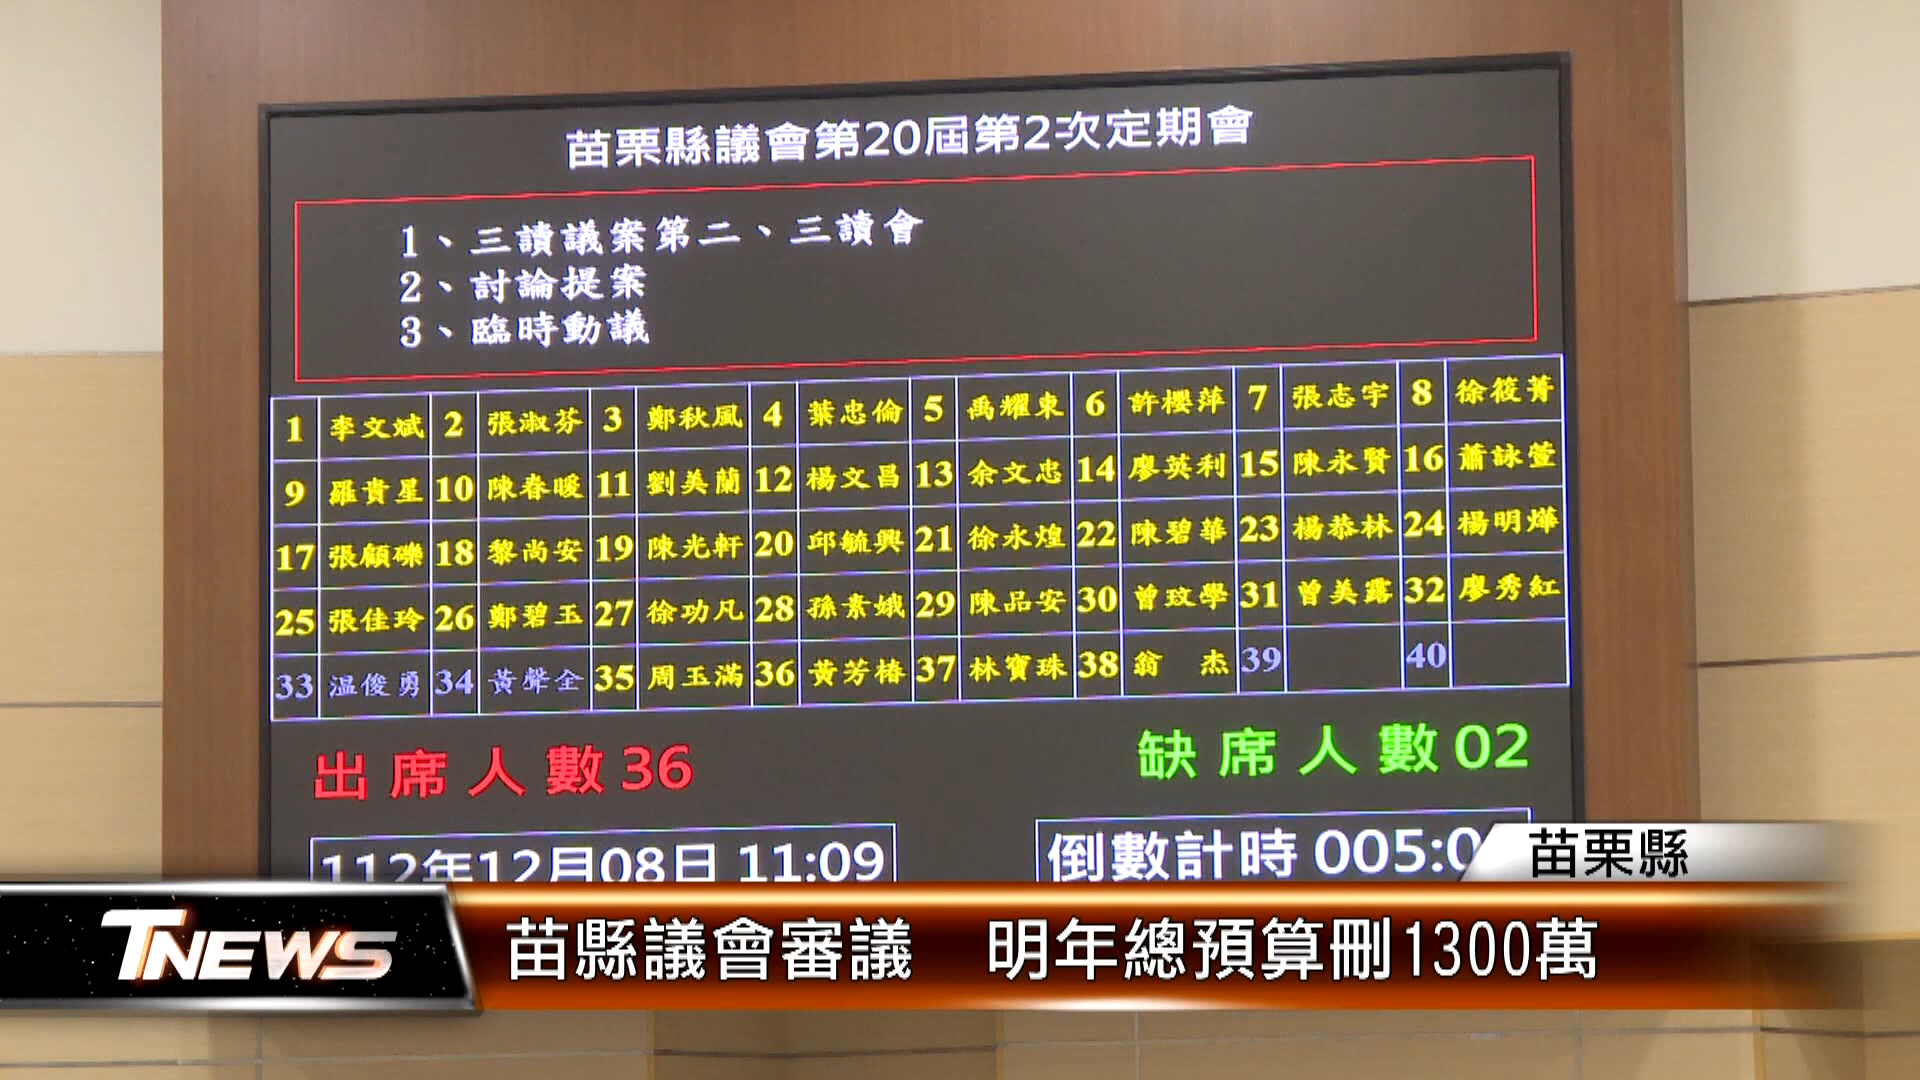 苗栗縣議會第20屆第2次定期會
1、三讀議案第二、三讀會
2、討論提案
3、臨時動議
1 李文斌 2 張淑芬 3 鄭秋風 4 葉忠倫 5 禹耀東 6 許櫻萍 7 張志宇 8 徐筱菁
9 羅貴星 10 陳春暖 11 劉美蘭 12 楊文昌 13 余文忠 14 廖英利 15 陳永賢 16 蕭詠萱
17 張顧礫 18 黎尚安 19 陳光軒 20 邱毓興 21 徐永煌 22 陳碧華 23 楊恭林 24 楊明燁
25 張佳玲 26 鄭碧玉 27 徐功凡 28 孫素娥 29 陳品安 30 曾玟學 31 曾美露 32 廖秀紅
33 温俊勇 34 黃聲全 35 周玉滿 36 黃芳椿 37 林寶珠 38 翁 杰 39 40
出席人數36 缺席人數02
112年12月08日 11:09 倒數計時 005:0
苗栗縣
TNEWS 苗縣議會審議 明年總預算刪1300萬